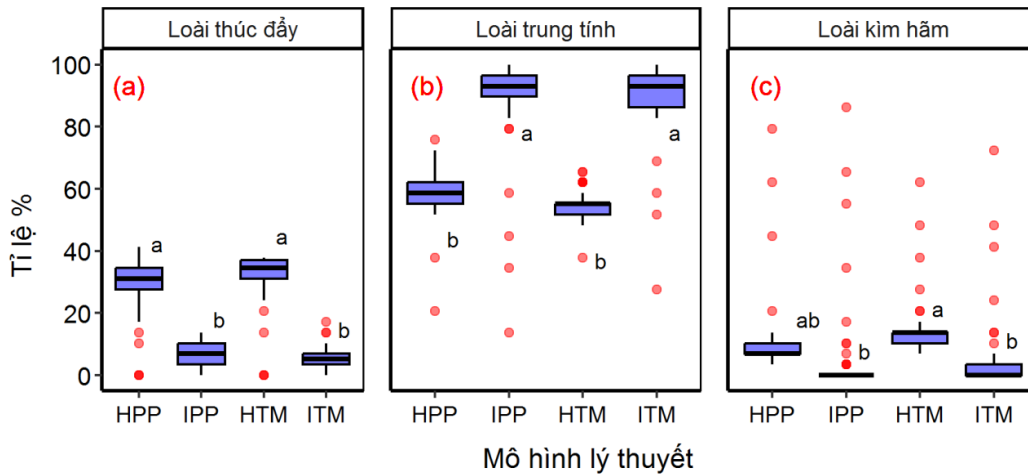 Loài thúc đẩy
Loài trung tính
Loài kìm hãm
Tỉ lệ %
100
80
60
40
20
0
(a)
a
b
a
b
(b)
b
a
b
a
(c)
ab
b
a
b
HPP IPP HTM ITM
HPP IPP HTM ITM
HPP IPP HTM ITM
Mô hình lý thuyết